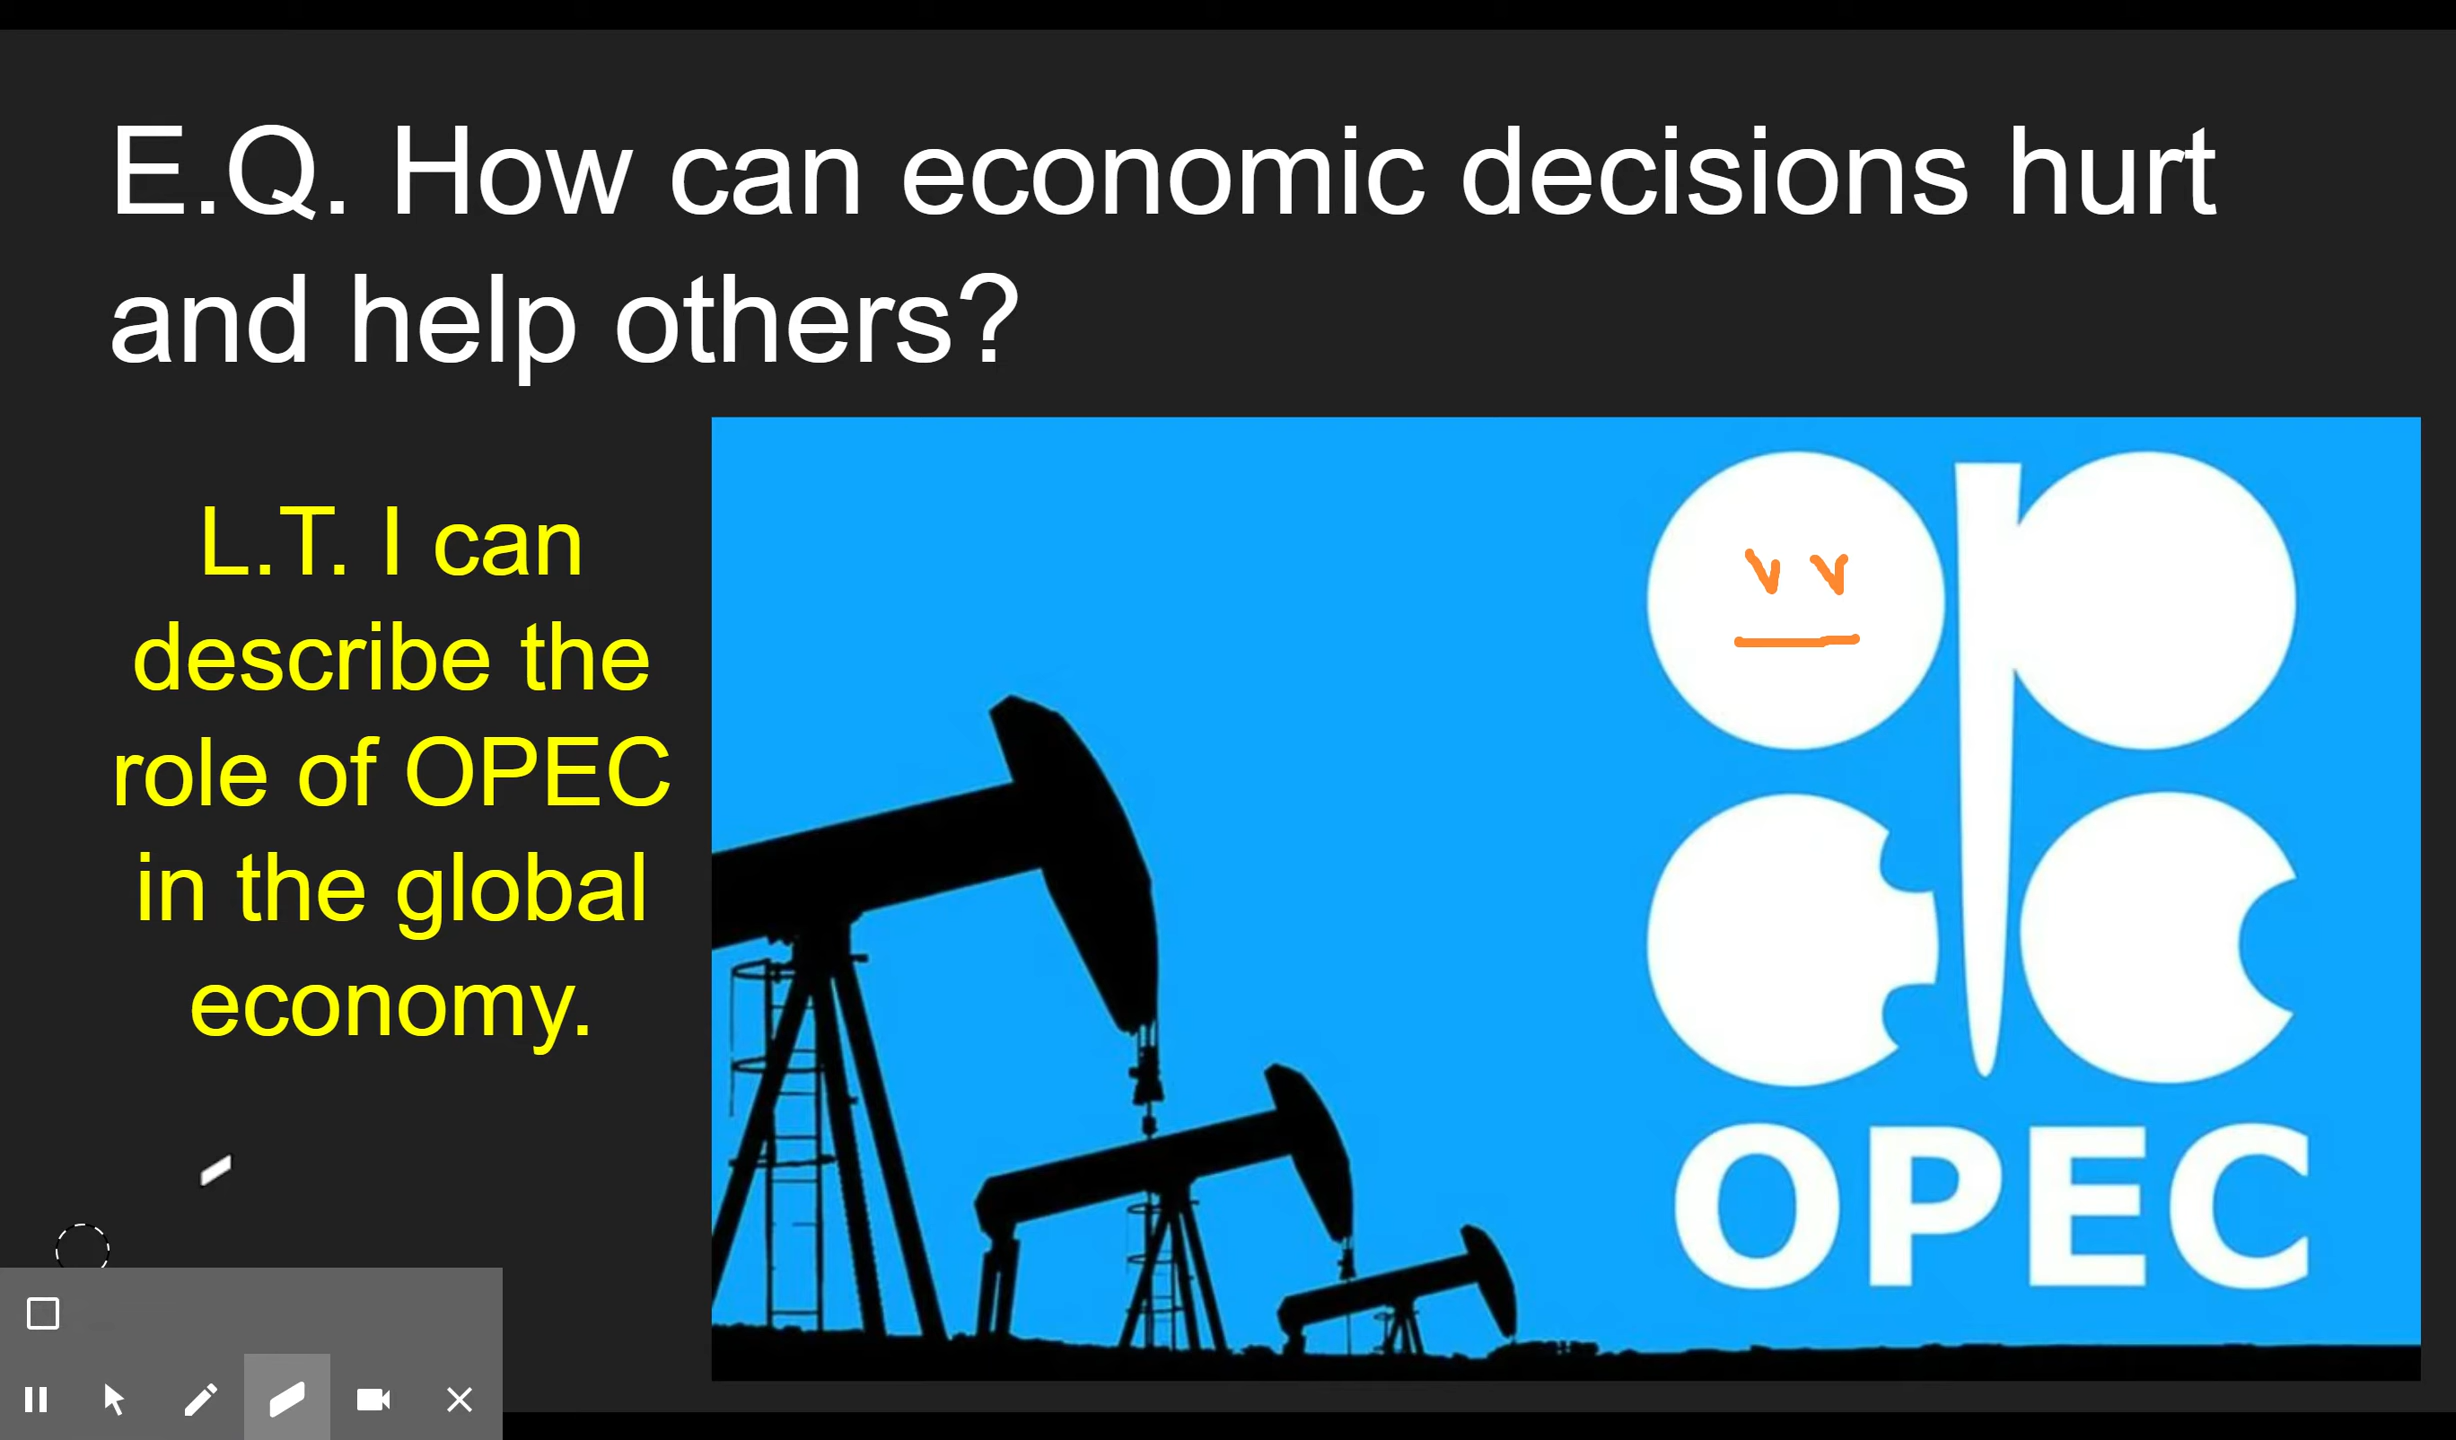 E.Q. How can economic decisions hurt
and help others?
L.T. I can
describe the
role of OPEC
in the global
economy.
OPEC